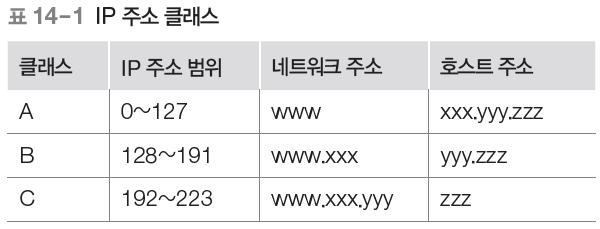 표 14-1 IP 주소 클래스
클래스 IP 주소 범위 네트워크 주소 호스트 주소
A 0~127 www xxx.yyy.zzz
B 128~191 www.xxx yyy.zzz
C 192~223 www.xxx.yyy zzz